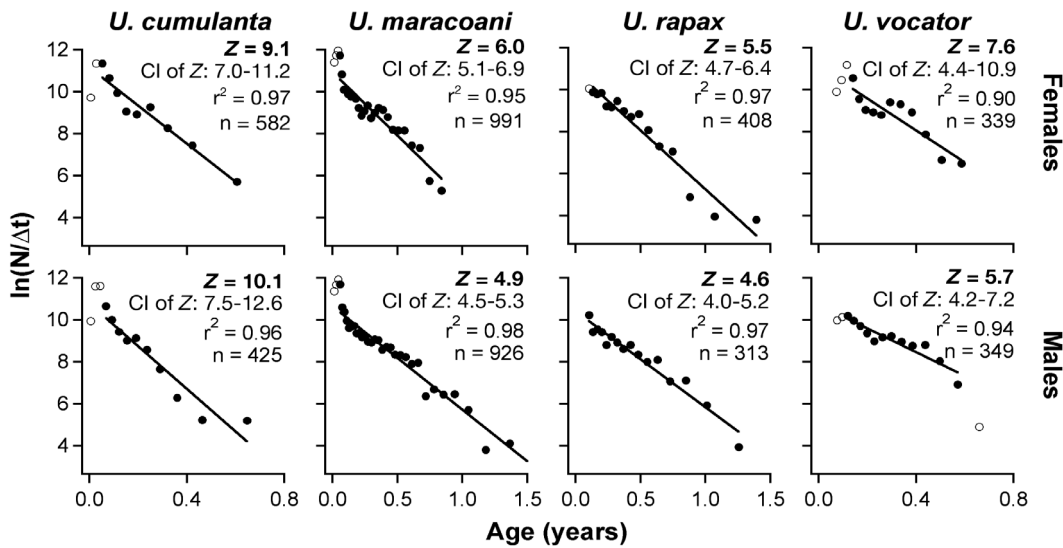 U. cumulanta U. maracoani U. rapax U. vocator
12 10 8 6 4
Z = 9.1
CI of Z: 7.0-11.2
r² = 0.97
n = 582
Z = 6.0
CI of Z: 5.1-6.9
r² = 0.95
n = 991
Z = 5.5
CI of Z: 4.7-6.4
r² = 0.97
n = 408
Z = 7.6
CI of Z: 4.4-10.9
r² = 0.90
n = 339
Females
ln(N/Δt)
12 10 8 6 4
Z = 10.1
CI of Z: 7.5-12.6
r² = 0.96
n = 425
Z = 4.9
CI of Z: 4.5-5.3
r² = 0.98
n = 926
Z = 4.6
CI of Z: 4.0-5.2
r² = 0.97
n = 313
Z = 5.7
CI of Z: 4.2-7.2
r² = 0.94
n = 349
Males
0.0 0.4 0.8 0.0 0.5 1.0 1.5 0.0 0.5 1.0 1.5 0.0 0.4 0.8
Age (years)